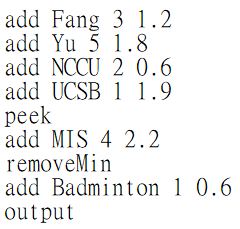 add Fang 3 1.2
add Yu 5 1.8
add NCCU 2 0.6
add UCSB 1 1.9
peek
add MIS 4 2.2
removeMin
add Badminton 1 0.6
output